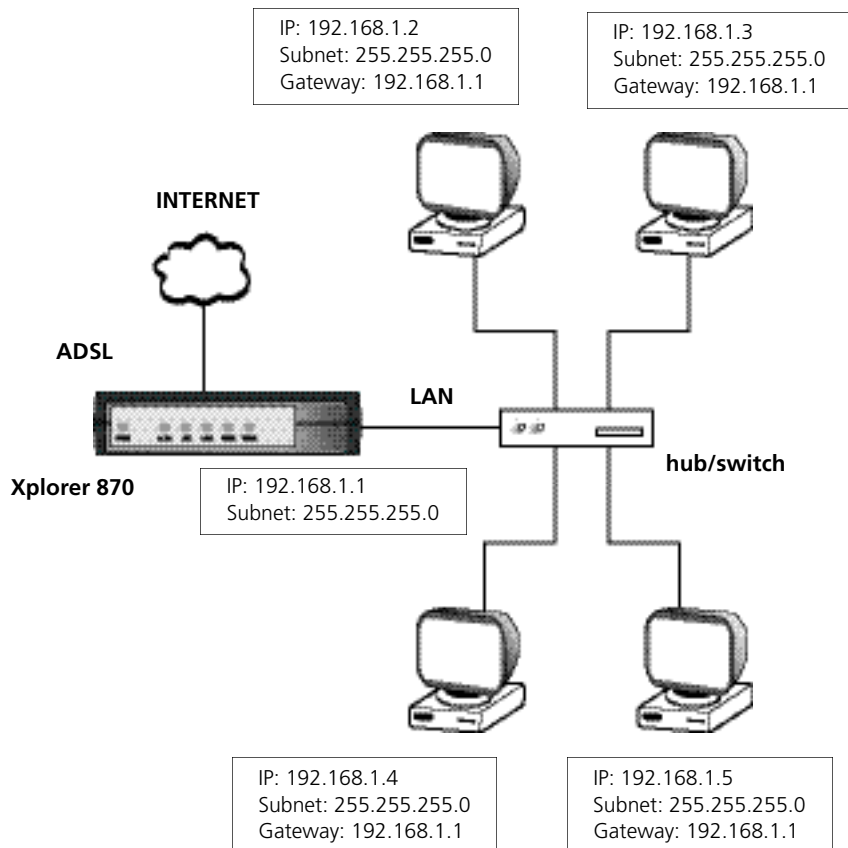 IP: 192.168.1.2
Subnet: 255.255.255.0
Gateway: 192.168.1.1
IP: 192.168.1.3
Subnet: 255.255.255.0
Gateway: 192.168.1.1
INTERNET
ADSL
LAN
hub/switch
Xplorer 870
IP: 192.168.1.1
Subnet: 255.255.255.0
IP: 192.168.1.4
Subnet: 255.255.255.0
Gateway: 192.168.1.1
IP: 192.168.1.5
Subnet: 255.255.255.0
Gateway: 192.168.1.1